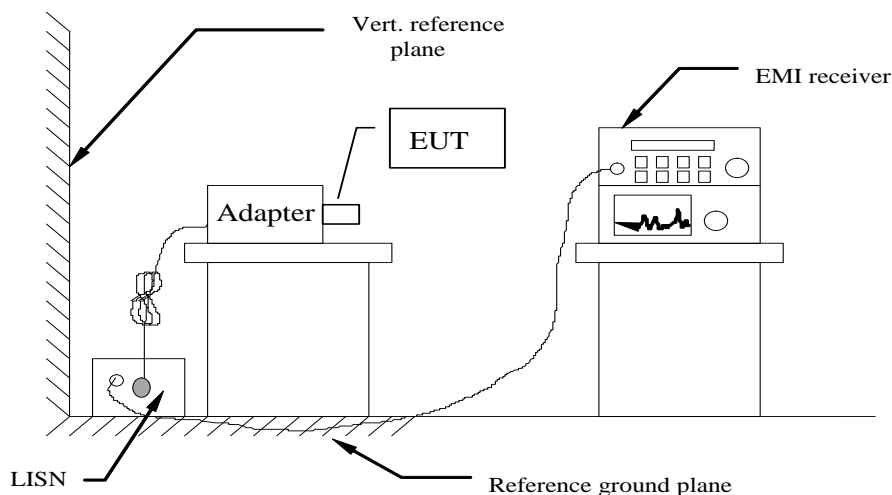 Vert. reference
plane
EMI receiver
EUT
Adapter
LISN
Reference ground plane